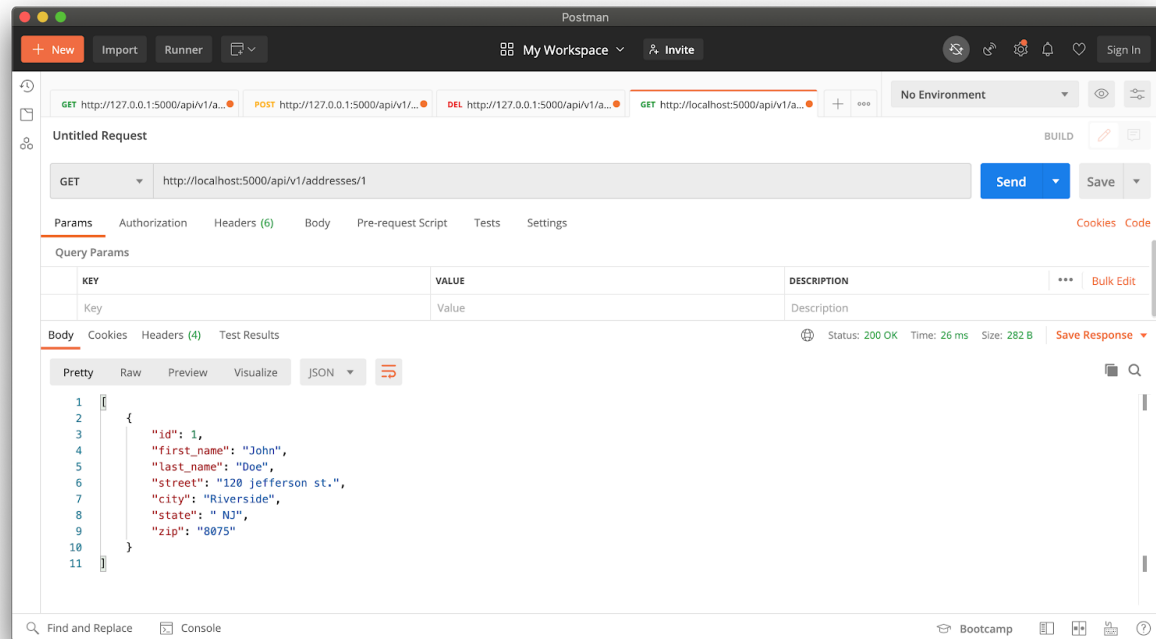 Postman
+ New Import Runner My Workspace Invite Sign In
GET http://127.0.0.1:5000/api/v1/a... POST http://127.0.0.1:5000/api/v1/... DEL http://127.0.0.1:5000/api/v1/a... GET http://localhost:5000/api/v1/a... + ••• No Environment
Untitled Request BUILD
GET http://localhost:5000/api/v1/addresses/1 Send Save
Params Authorization Headers (6) Body Pre-request Script Tests Settings Cookies Code
Query Params
KEY VALUE DESCRIPTION ••• Bulk Edit
Key Value Description
Body Cookies Headers (4) Test Results Status: 200 OK Time: 26 ms Size: 282 B Save Response
Pretty Raw Preview Visualize JSON
1 [
2 {
3 "id": 1,
4 "first_name": "John",
5 "last_name": "Doe",
6 "street": "120 jefferson st.",
7 "city": "Riverside",
8 "state": " NJ",
9 "zip": "8075"
10 }
11 ]
Find and Replace Console Bootcamp ?